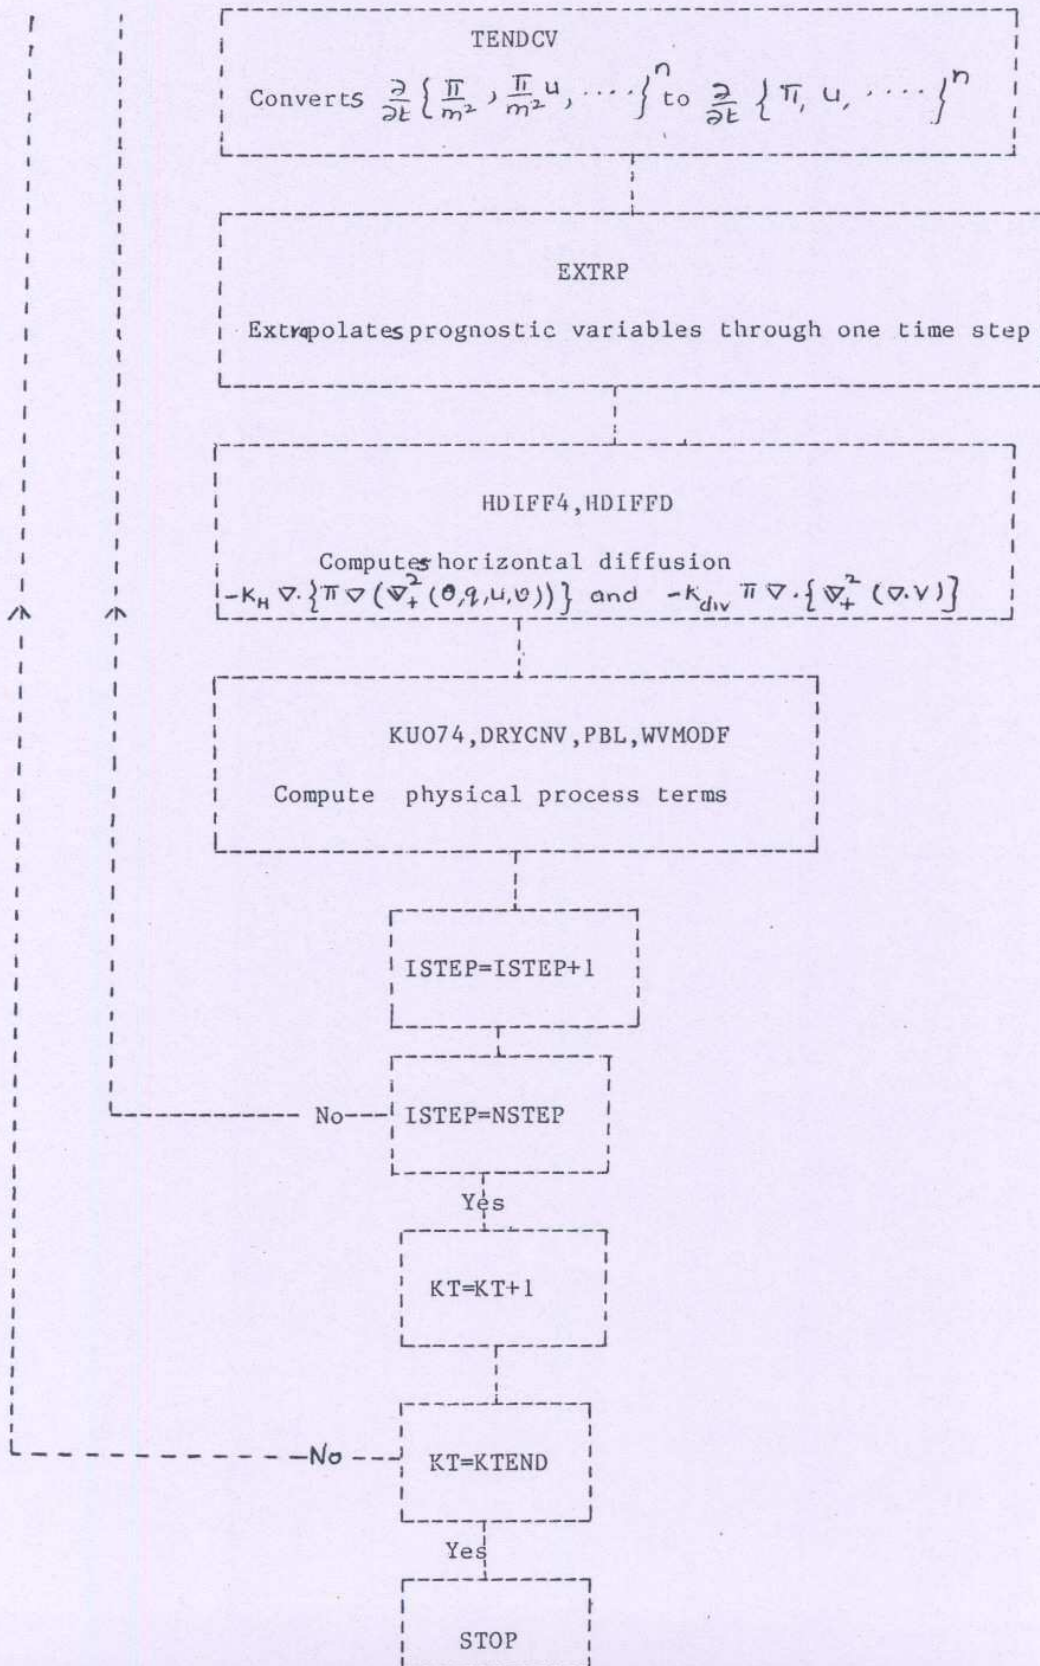 TENDCV
Converts ∂/∂t {π/m², π/m² u, ....}ⁿ to ∂/∂t {π, u, ....}ⁿ
EXTRP
Extrapolates prognostic variables through one time step
HDIFF4,HDIFFD
Computes horizontal diffusion
-K_H ∇.{π∇(∇₊²(θ,q,u,v))} and -K_div π∇.{∇₊²(∇.V)}
KUO74,DRYCNV,PBL,WVMODF
Compute physical process terms
ISTEP=ISTEP+1
No ISTEP=NSTEP
Yes
KT=KT+1
No KT=KTEND
Yes
STOP